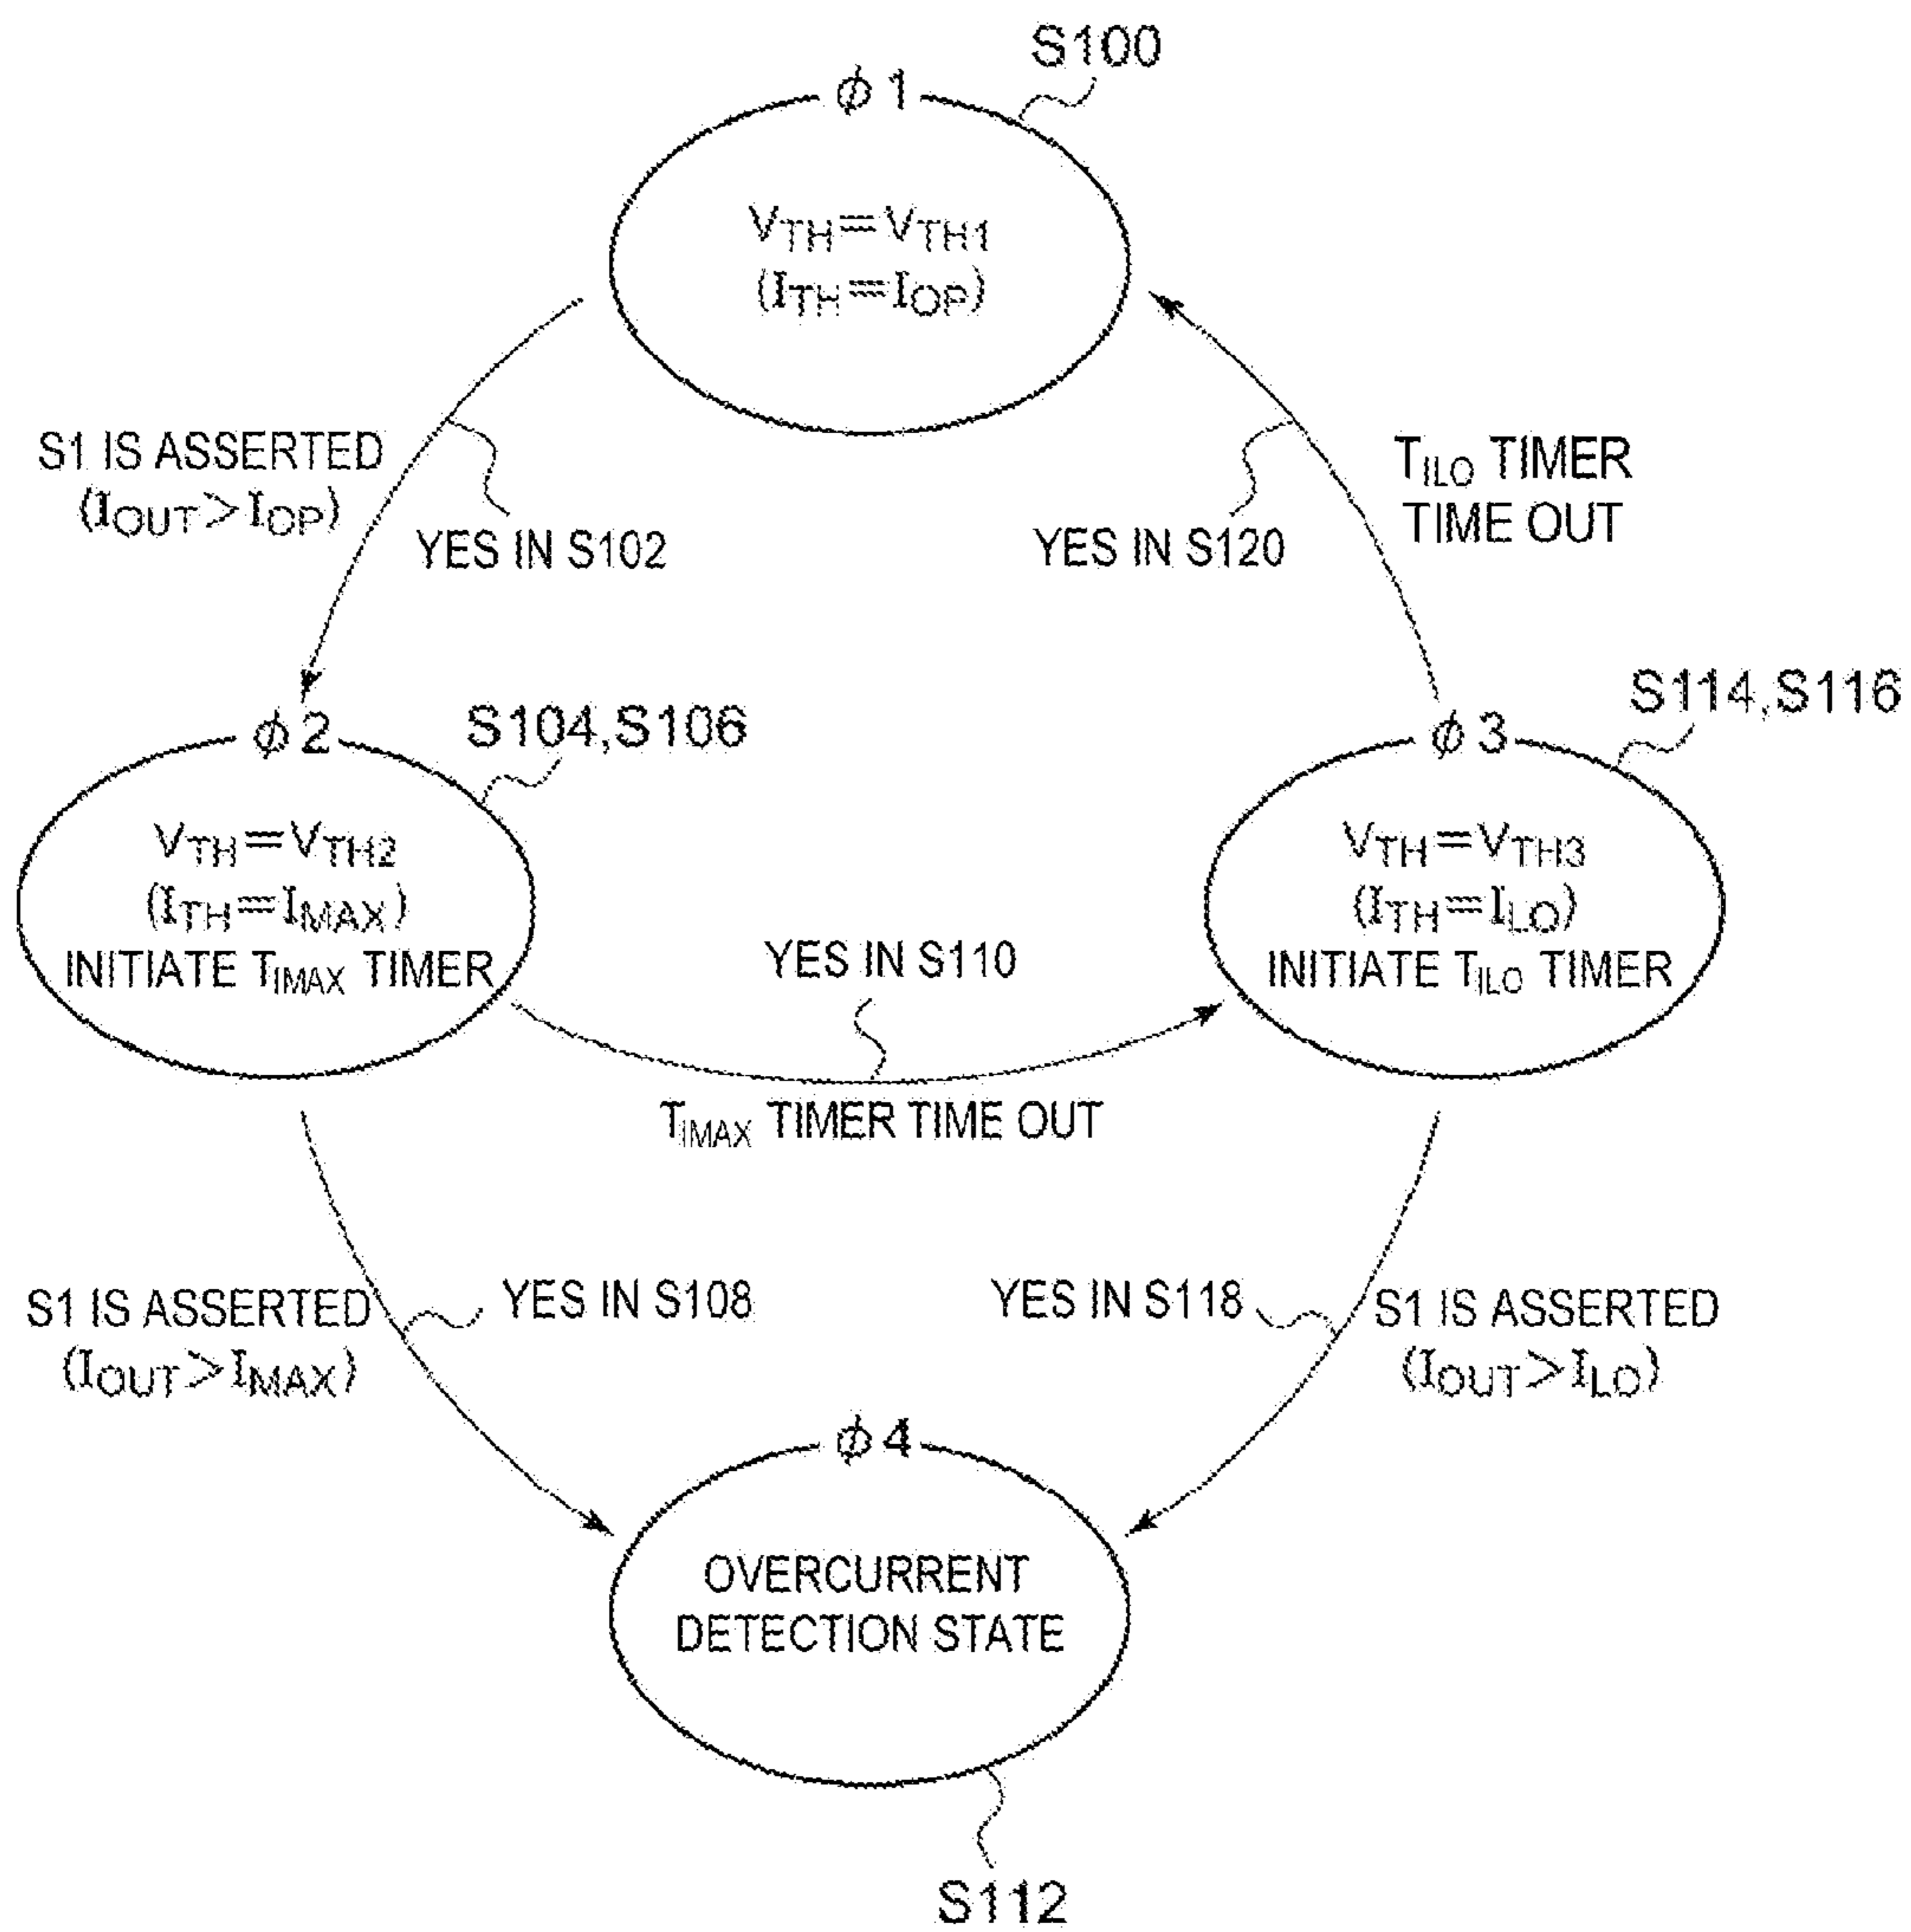 S100
ϕ1
VTH=VTH1
(ITH=IOP)
S1 IS ASSERTED
(IOUT>IOP)
YES IN S102
YES IN S120
TILO TIMER
TIME OUT
ϕ2
S104,S106
VTH=VTH2
(ITH=IMAX)
INITIATE TIMAX TIMER
ϕ3
S114,S116
VTH=VTH3
(ITH=ILO)
INITIATE TILO TIMER
YES IN S110
TIMAX TIMER TIME OUT
S1 IS ASSERTED
(IOUT>IMAX)
YES IN S108
YES IN S118
S1 IS ASSERTED
(IOUT>ILO)
ϕ4
OVERCURRENT
DETECTION STATE
S112